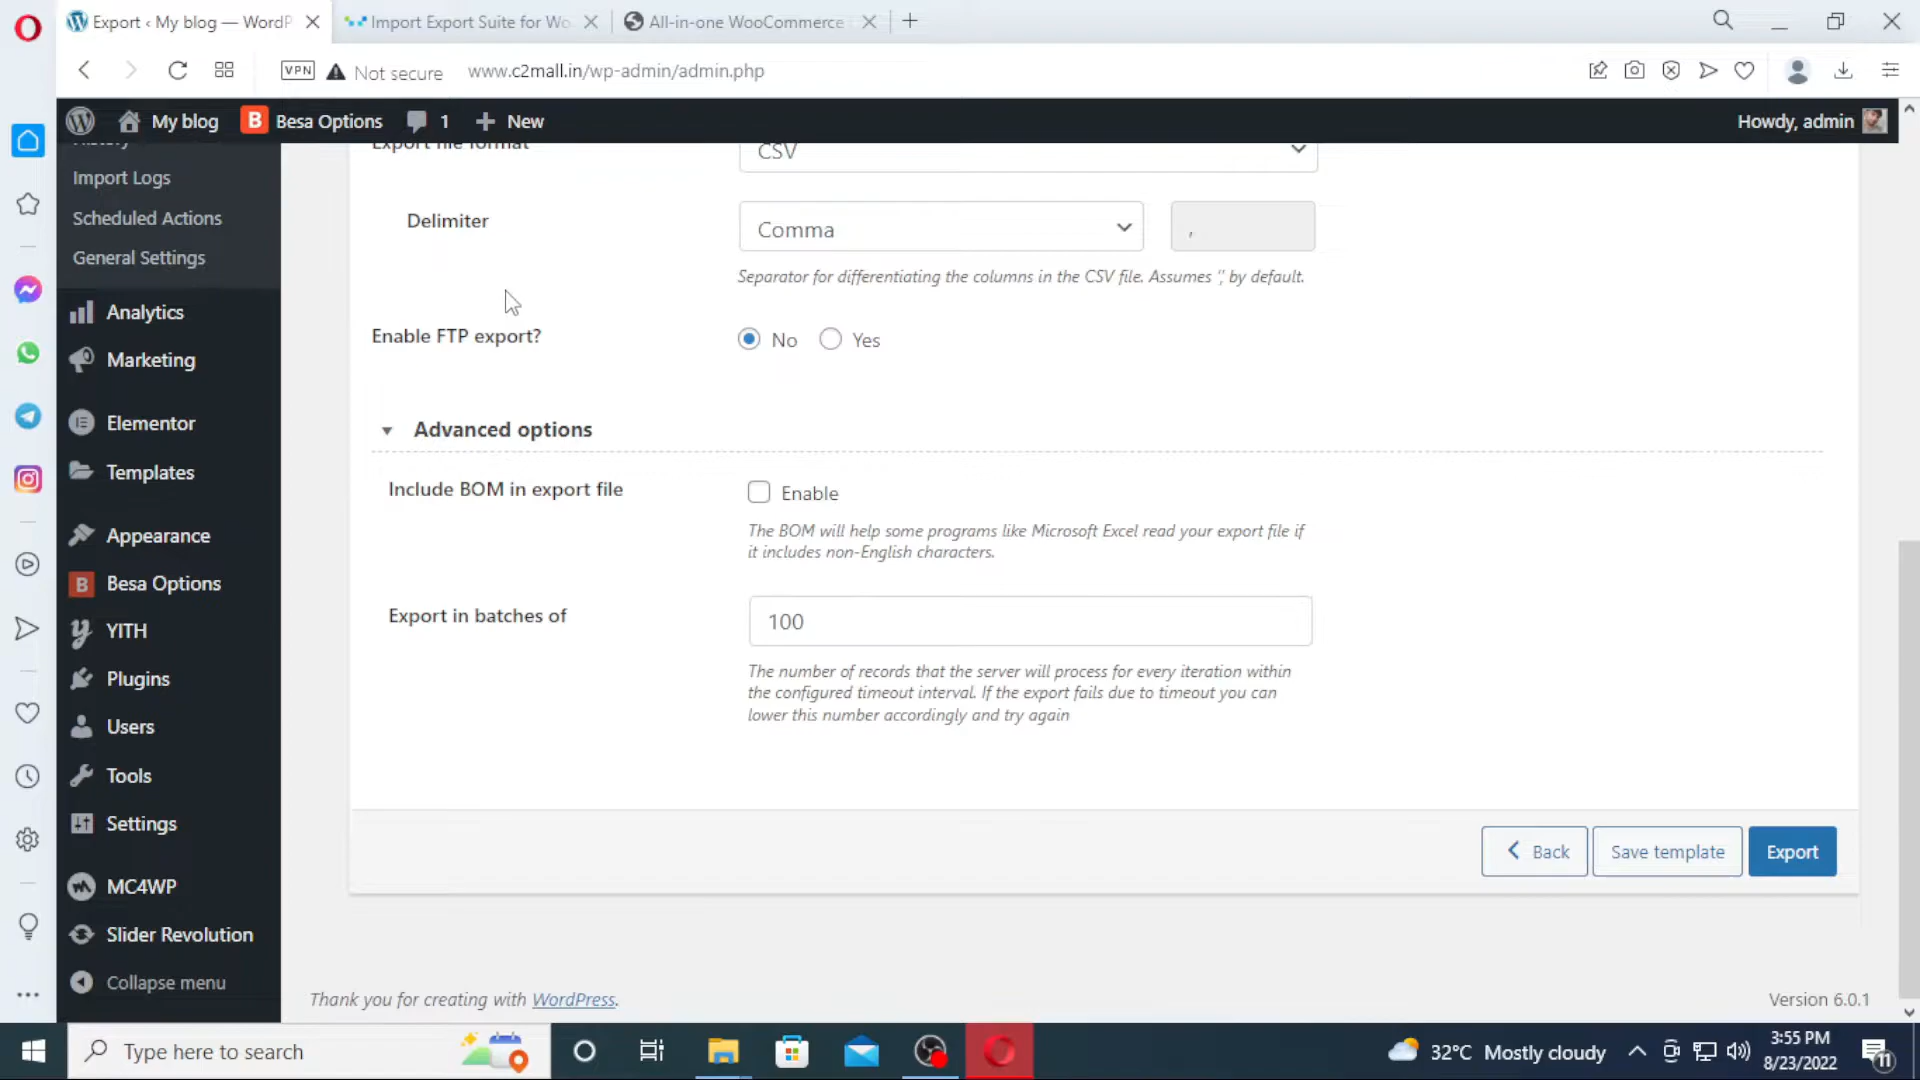 Export ‹ My blog — WordP
Import Export Suite for Wo
All-in-one WooCommerce
VPN
Not secure
www.c2mall.in/wp-admin/admin.php
My blog
B
Besa Options
1
New
Howdy, admin
History
Import Logs
Scheduled Actions
General Settings
Analytics
Marketing
Elementor
Templates
Appearance
B
Besa Options
YITH
Plugins
Users
Tools
Settings
MC4WP
Slider Revolution
Collapse menu
Export file format
CSV
Delimiter
Comma
,
Separator for differentiating the columns in the CSV file. Assumes ',' by default.
Enable FTP export?
No
Yes
Advanced options
Include BOM in export file
Enable
The BOM will help some programs like Microsoft Excel read your export file if
it includes non-English characters.
Export in batches of
100
The number of records that the server will process for every iteration within
the configured timeout interval. If the export fails due to timeout you can
lower this number accordingly and try again
Back
Save template
Export
Thank you for creating with WordPress.
Version 6.0.1
Type here to search
32°C Mostly cloudy
3:55 PM
8/23/2022
11